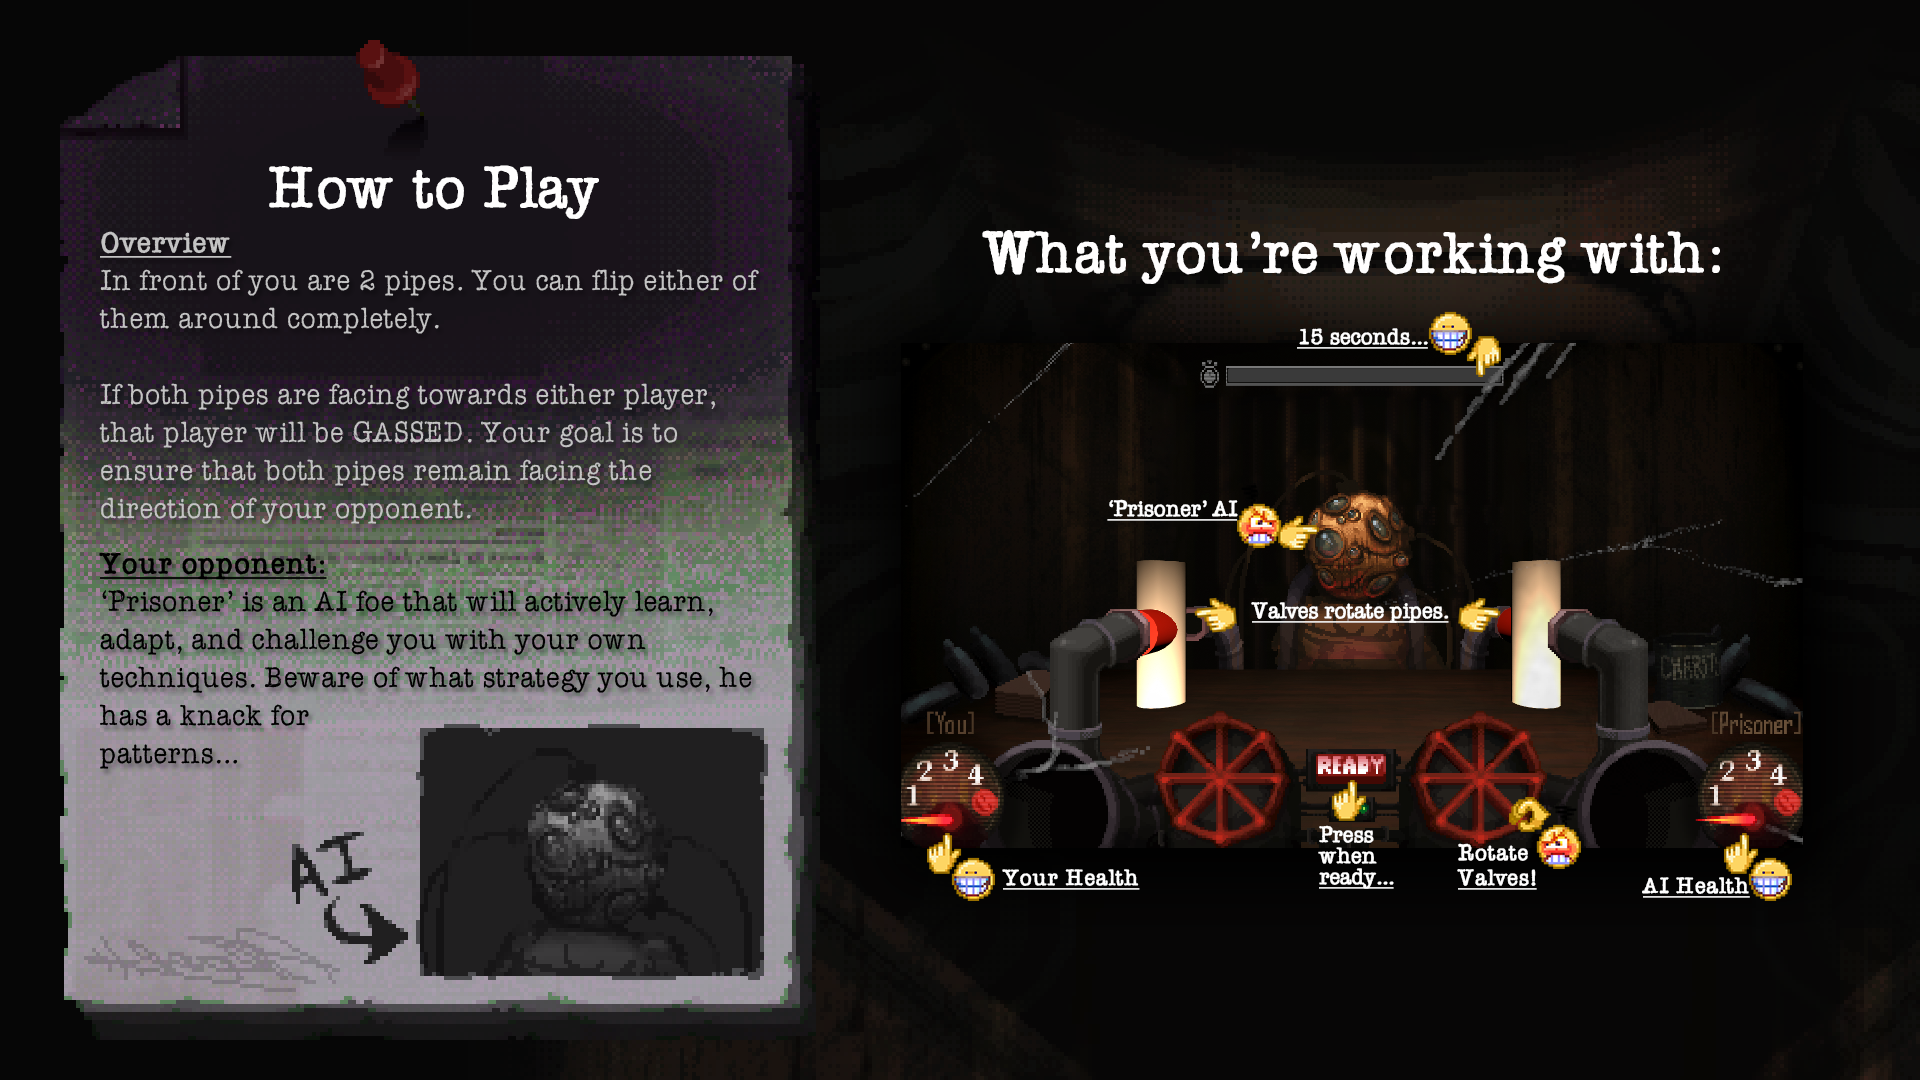 How to Play
Overview
In front of you are 2 pipes. You can flip either of
them around completely.
If both pipes are facing towards either player,
that player will be GASSED. Your goal is to
ensure that both pipes remain facing the
direction of your opponent.
Your opponent:
‘Prisoner’ is an AI foe that will actively learn,
adapt, and challenge you with your own
techniques. Beware of what strategy you use, he
has a knack for
patterns...
AI
What you’re working with:
15 seconds...
‘Prisoner’ AI
Valves rotate pipes.
[You]
[Prisoner]
1 2 3 4
READY
1 2 3 4
Press
when
ready...
Rotate
Valves!
Your Health
AI Health